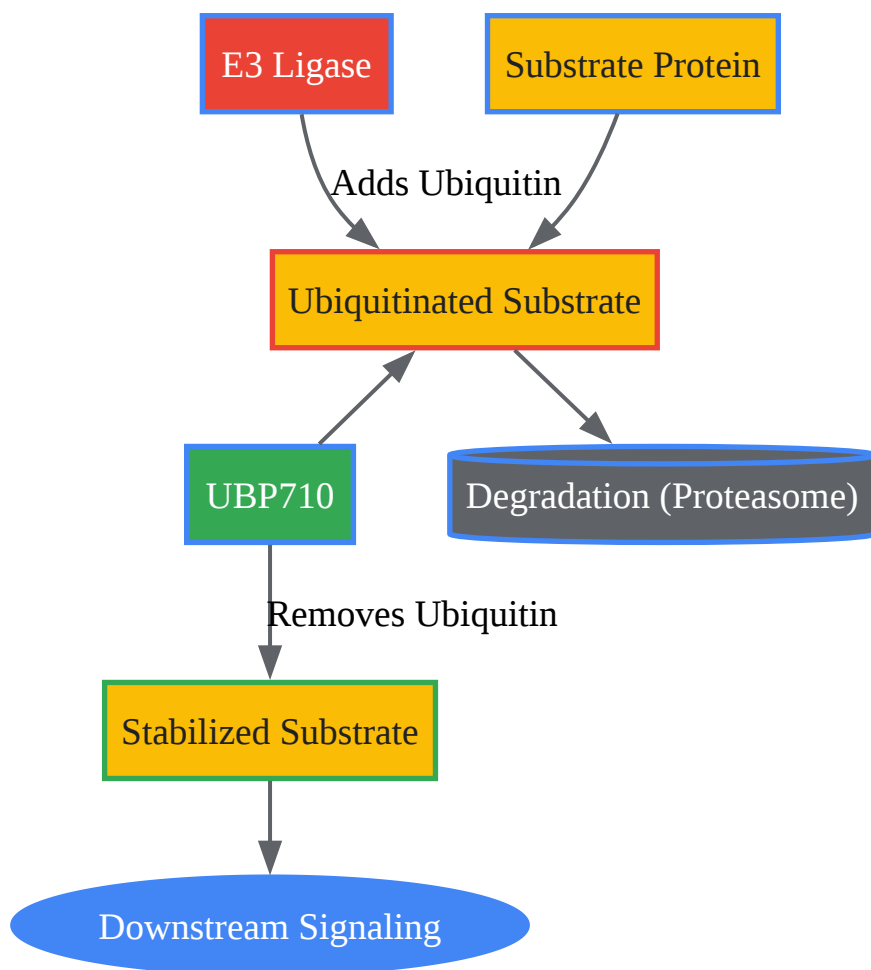 E3 Ligase
Substrate Protein
Adds Ubiquitin
Ubiquitinated Substrate
UBP710
Degradation (Proteasome)
Removes Ubiquitin
Stabilized Substrate
Downstream Signaling